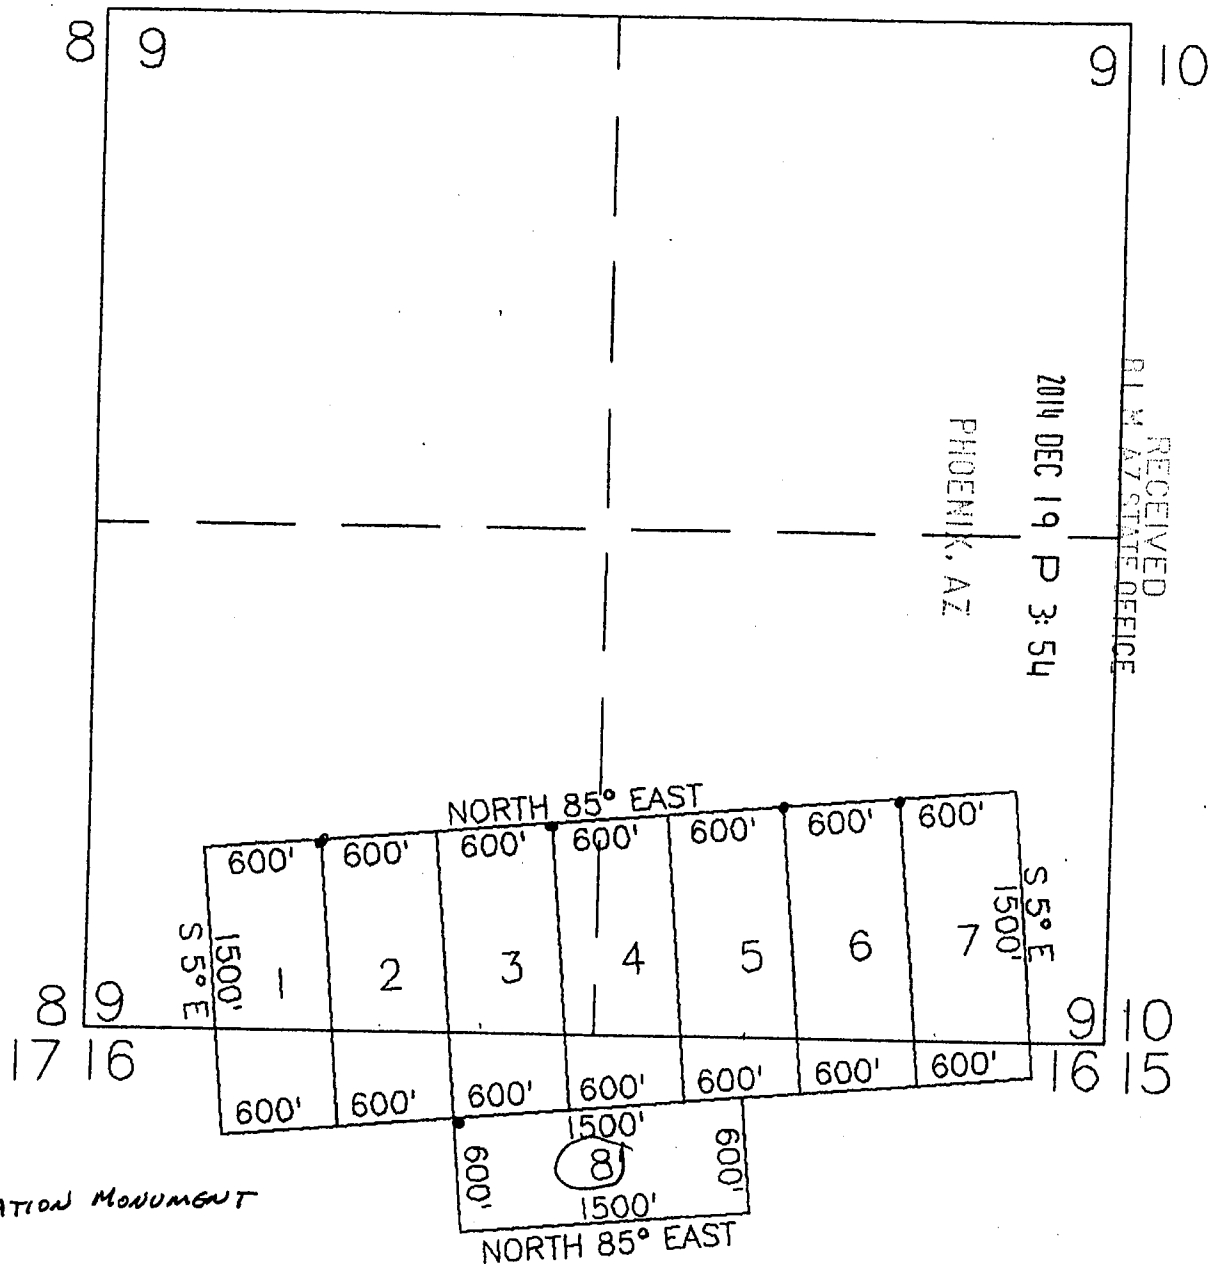 8 9
9 10
RECEIVED
BLM AZ STATE OFFICE
2014 DEC 19 P 3:54
PHOENIX, AZ
NORTH 85° EAST
600' 600' 600' 600' 600' 600' 600'
S 5° E
1500'
1 2 3 4 5 6 7
1500'
S 5° E
8 9
9 10
17 16
16 15
600' 600' 600' 600' 600' 600' 600'
1500'
600'
8
600'
1500'
NORTH 85° EAST
MONUMENT